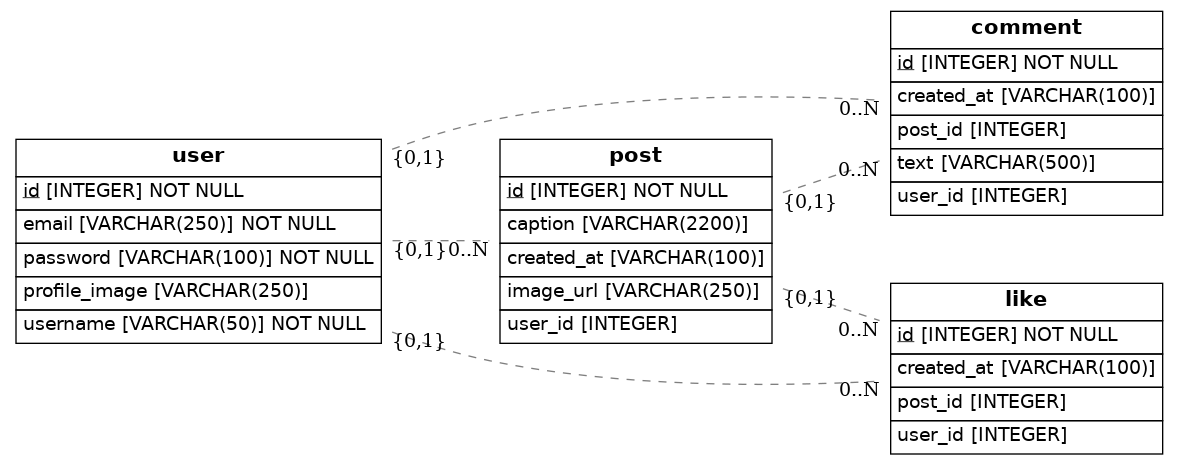 user
id [INTEGER] NOT NULL
email [VARCHAR(250)] NOT NULL
password [VARCHAR(100)] NOT NULL
profile_image [VARCHAR(250)]
username [VARCHAR(50)] NOT NULL
{0,1}
0..N
{0,1}
0..N
{0,1}
0..N
post
id [INTEGER] NOT NULL
caption [VARCHAR(2200)]
created_at [VARCHAR(100)]
image_url [VARCHAR(250)]
user_id [INTEGER]
{0,1}
0..N
{0,1}
0..N
comment
id [INTEGER] NOT NULL
created_at [VARCHAR(100)]
post_id [INTEGER]
text [VARCHAR(500)]
user_id [INTEGER]
like
id [INTEGER] NOT NULL
created_at [VARCHAR(100)]
post_id [INTEGER]
user_id [INTEGER]